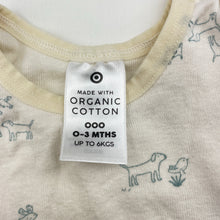 MADE WITH
ORGANIC
COTTON
000
0-3 MTHS
UP TO 6KGS